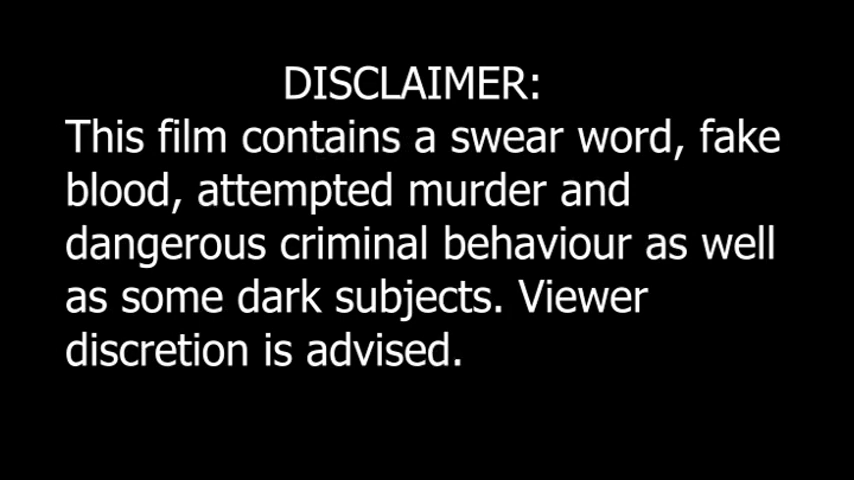 DISCLAIMER:
This film contains a swear word, fake
blood, attempted murder and
dangerous criminal behaviour as well
as some dark subjects. Viewer
discretion is advised.